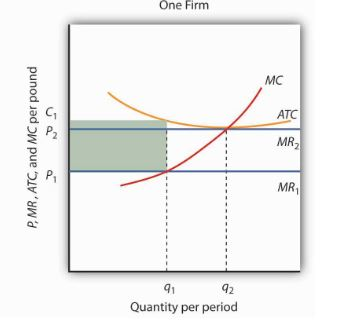 One Firm
P, MR, ATC, and MC per pound
C1
P2
P1
MC
ATC
MR2
MR1
q1
q2
Quantity per period